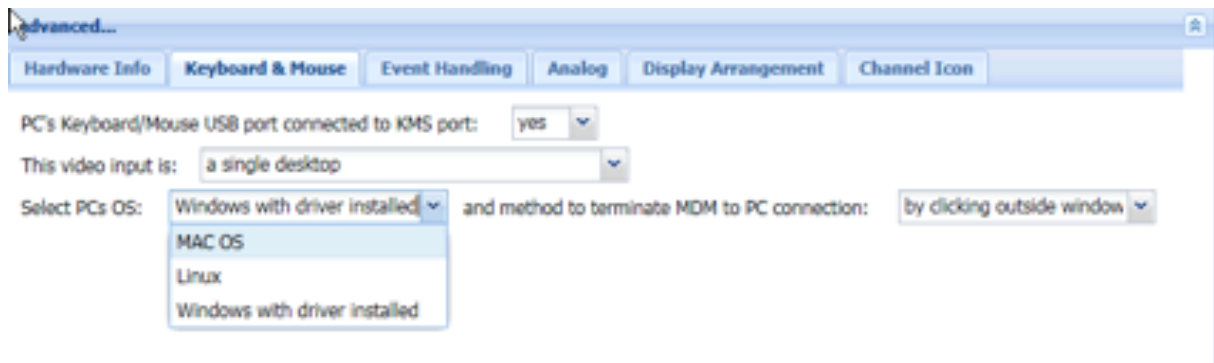 Advanced...
Hardware Info Keyboard & Mouse Event Handling Analog Display Arrangement Channel Icon
PC's Keyboard/Mouse USB port connected to KMS port: yes
This video input is: a single desktop
Select PCs OS: Windows with driver installed and method to terminate MDM to PC connection: by clicking outside window
MAC OS
Linux
Windows with driver installed